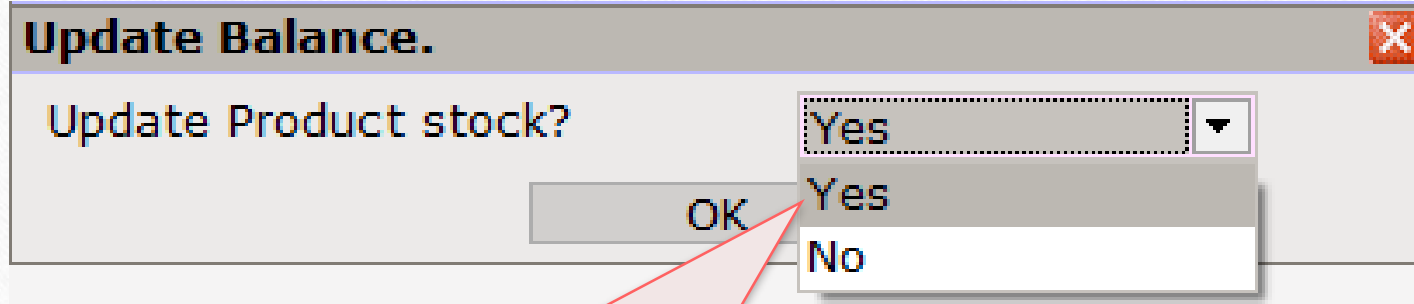 Update Balance.
Update Product stock?
Yes
Yes
OK
No